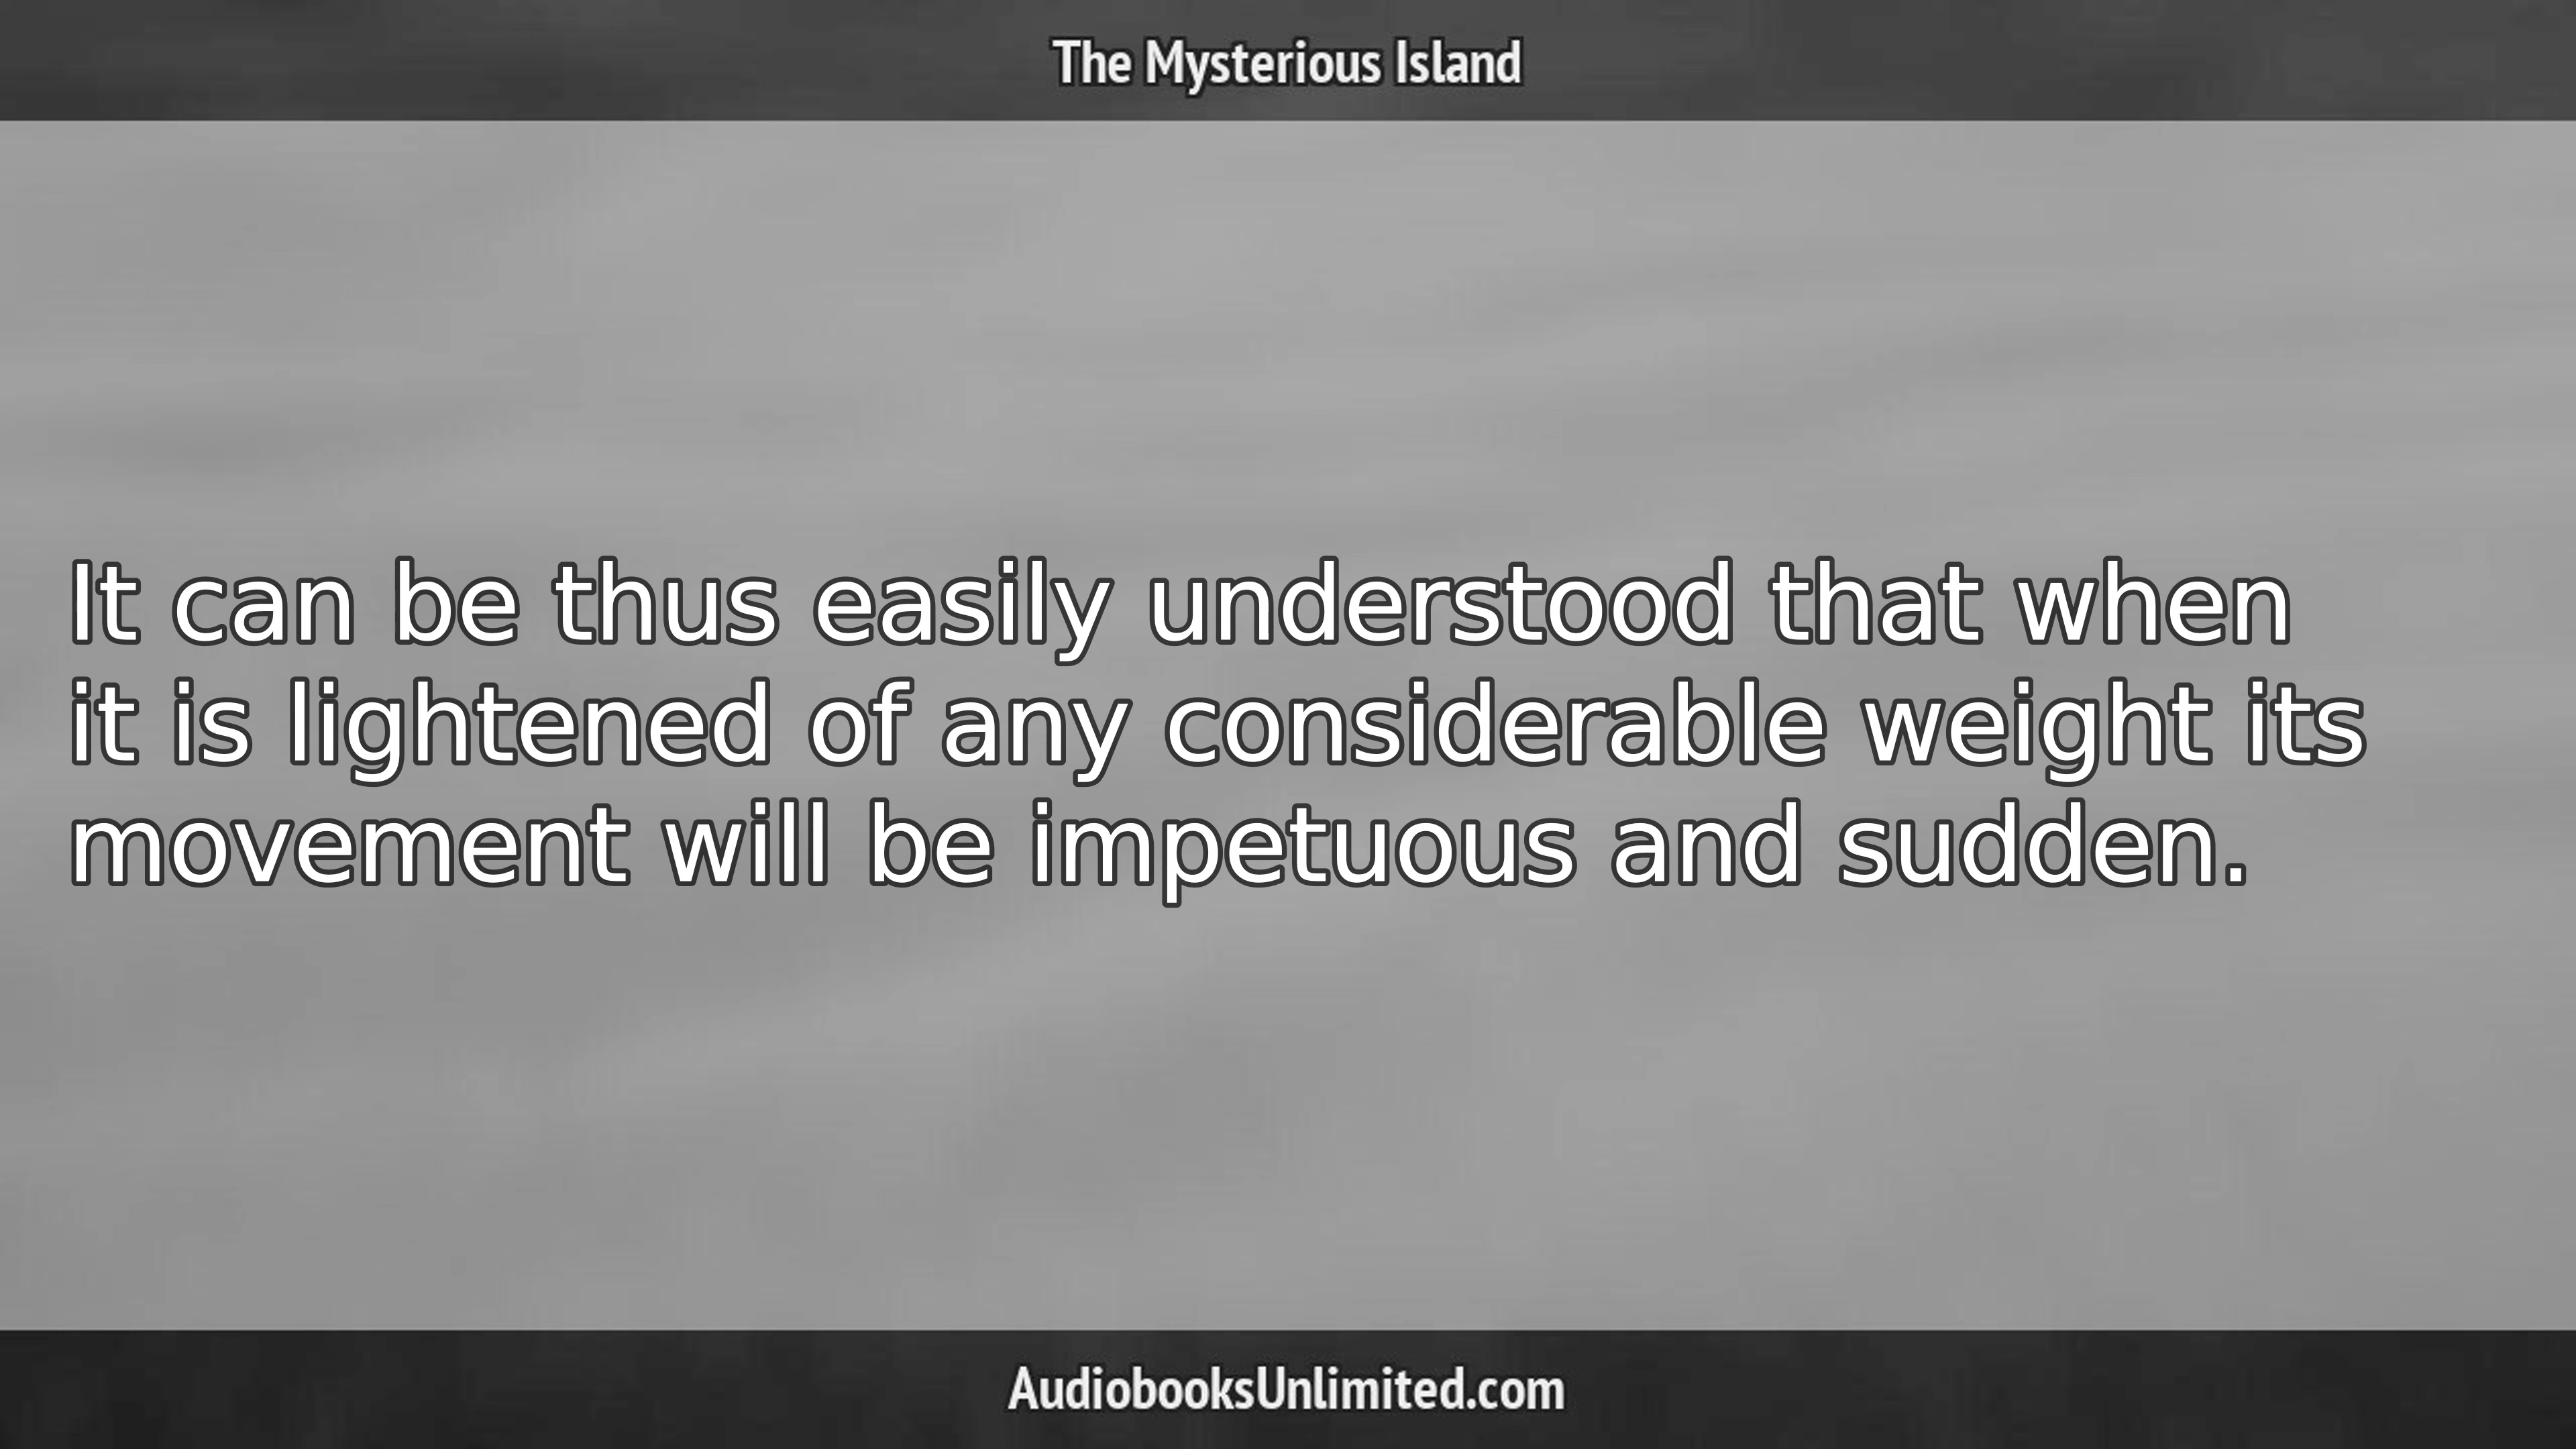 The Mysterious Island
It can be thus easily understood that when
it is lightened of any considerable weight its
movement will be impetuous and sudden.
AudiobooksUnlimited.com